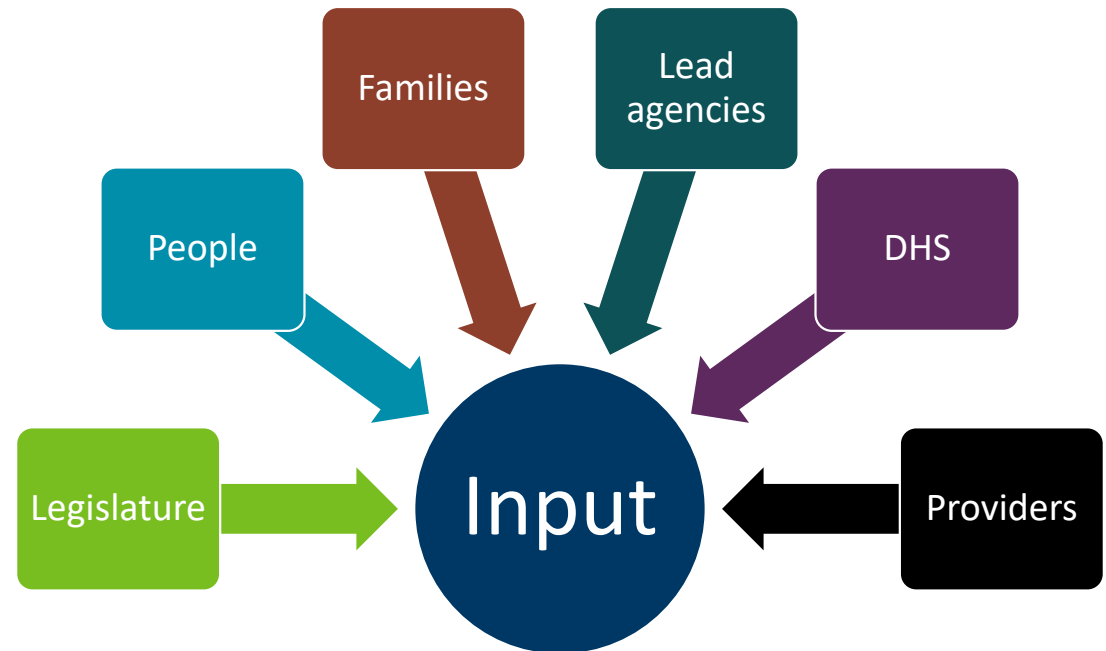 Families
Lead
agencies
People
DHS
Legislature
Input
Providers